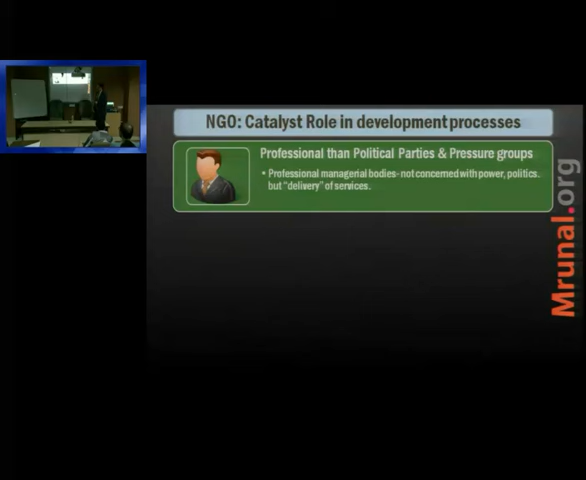 NGO: Catalyst Role in development processes
Professional than Political Parties & Pressure groups
• Professional managerial bodies- not concerned with power, politics.
but "delivery" of services.
Mrunal.org